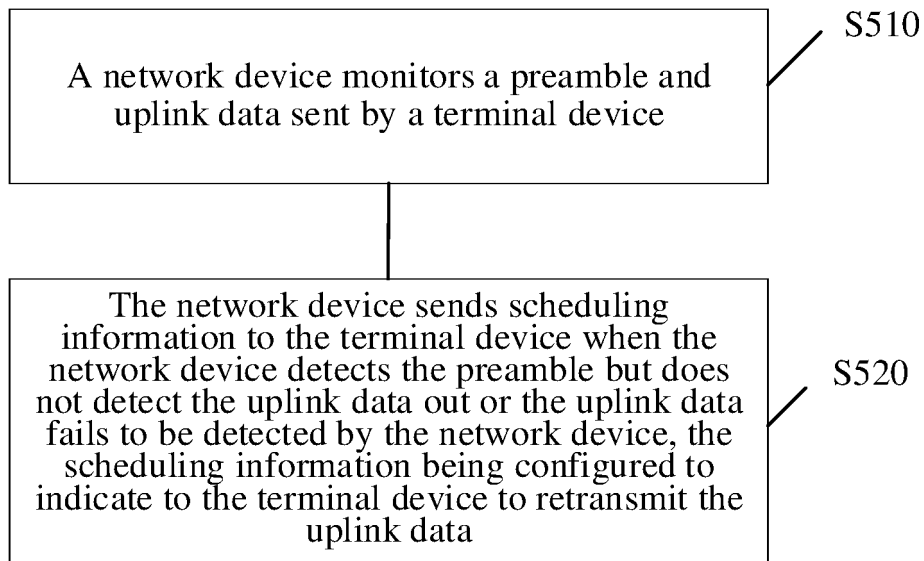 S510
A network device monitors a preamble and
uplink data sent by a terminal device
The network device sends scheduling
information to the terminal device when the
network device detects the preamble but does
not detect the uplink data out or the uplink data
fails to be detected by the network device, the
scheduling information being configured to
indicate to the terminal device to retransmit the
uplink data
S520